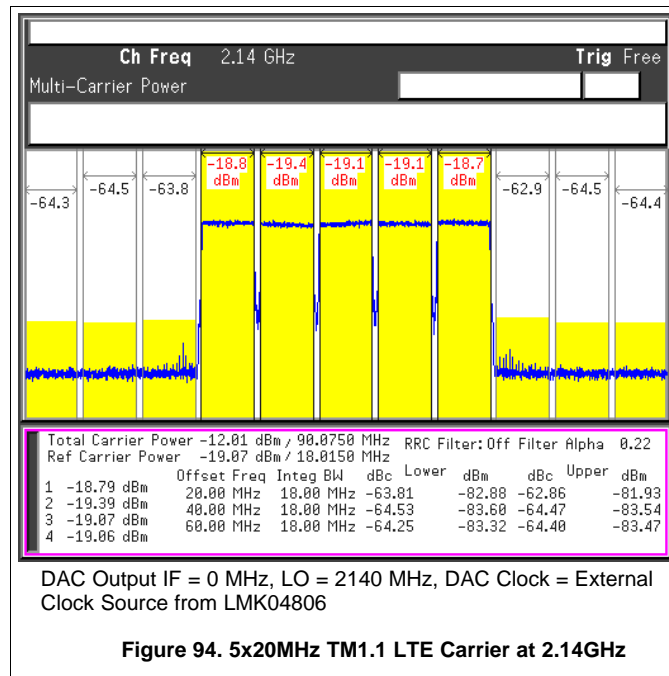 Ch Freq 2.14 GHz Trig Free
Multi-Carrier Power
-18.8 -19.4 -19.1 -19.1 -18.7
dBm dBm dBm dBm dBm
-64.3 -64.5 -63.8 -62.9 -64.5 -64.4
Total Carrier Power -12.01 dBm/ 90.0750 MHz RRC Filter: Off Filter Alpha 0.22
Ref Carrier Power -19.07 dBm/ 18.0150 MHz
Lower Upper
Offset Freq Integ BW dBc dBm dBc dBm
1 -18.79 dBm 20.00 MHz 18.00 MHz -63.81 -82.88 -62.86 -81.93
2 -19.39 dBm 40.00 MHz 18.00 MHz -64.53 -83.60 -64.47 -83.54
3 -19.07 dBm 60.00 MHz 18.00 MHz -64.25 -83.32 -64.40 -83.47
4 -19.06 dBm
DAC Output IF = 0 MHz, LO = 2140 MHz, DAC Clock = External
Clock Source from LMK04806
Figure 94. 5x20MHz TM1.1 LTE Carrier at 2.14GHz